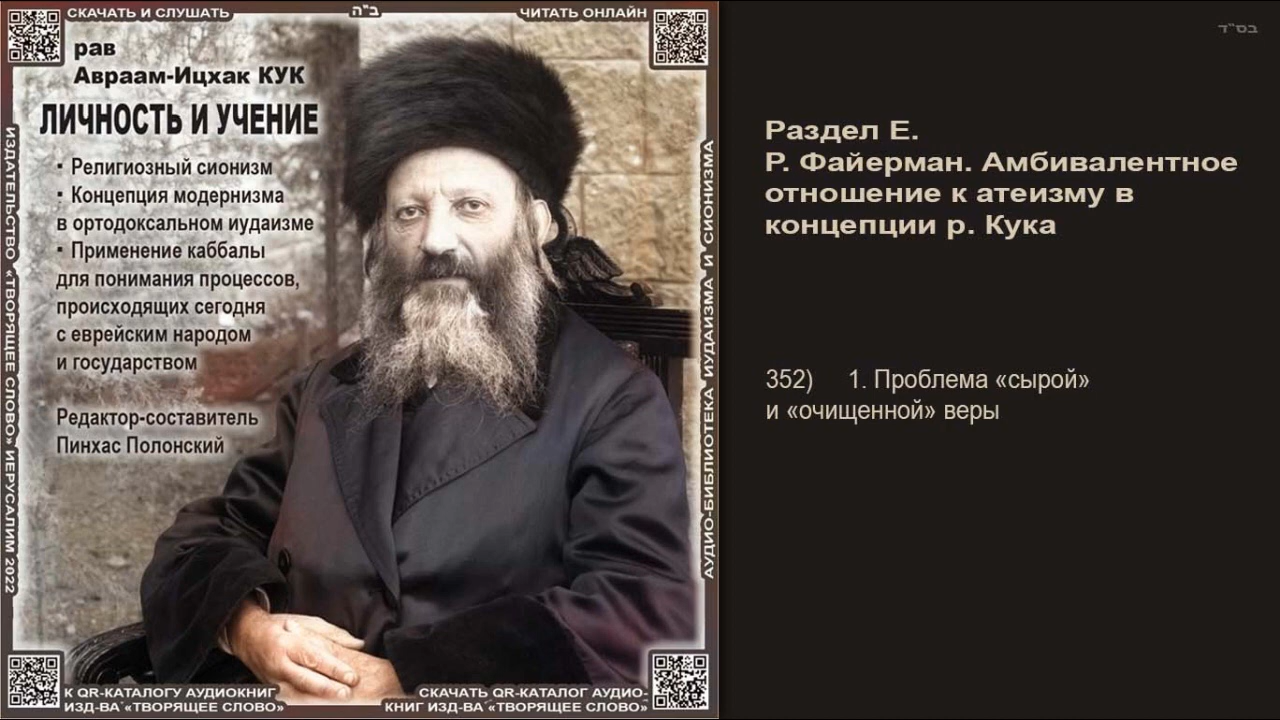 СКАЧАТЬ И СЛУШАТЬ
ב"ה
ЧИТАТЬ ОНЛАЙН
рав
Авраам-Ицхак КУК
ЛИЧНОСТЬ И УЧЕНИЕ
▪ Религиозный сионизм
▪ Концепция модернизма
в ортодоксальном иудаизме
▪ Применение каббалы
для понимания процессов,
происходящих сегодня
с еврейским народом
и государством
Редактор-составитель
Пинхас Полонский
ИЗДАТЕЛЬСТВО «ТВОРЯЩЕЕ СЛОВО» ИЕРУСАЛИМ 2022
АУДИО-БИБЛИОТЕКА ИУДАИЗМА И СИОНИЗМА
К QR-КАТАЛОГУ АУДИОКНИГ
ИЗД-ВА «ТВОРЯЩЕЕ СЛОВО»
СКАЧАТЬ QR-КАТАЛОГ АУДИО-
КНИГ ИЗД-ВА «ТВОРЯЩЕЕ СЛОВО»
בס"ד
Раздел Е.
Р. Файерман. Амбивалентное
отношение к атеизму в
концепции р. Кука
352) 1. Проблема «сырой»
и «очищенной» веры